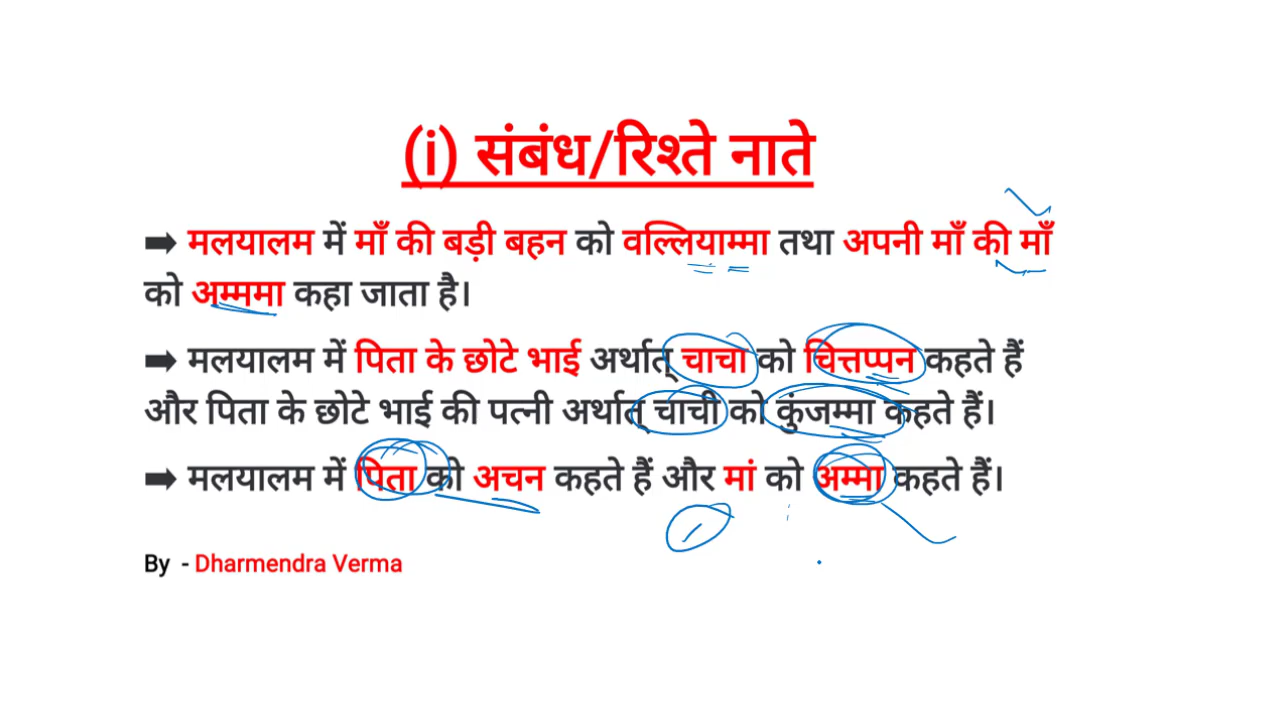 (i) संबंध/रिश्ते नाते
➡ मलयालम में माँ की बड़ी बहन को वल्लियाम्मा तथा अपनी माँ की माँ
को अम्ममा कहा जाता है।
➡ मलयालम में पिता के छोटे भाई अर्थात् चाचा को चित्तप्पन कहते हैं
और पिता के छोटे भाई की पत्नी अर्थात् चाची को कुंजम्मा कहते हैं।
➡ मलयालम में पिता को अचन कहते हैं और मां को अम्मा कहते हैं।
By - Dharmendra Verma